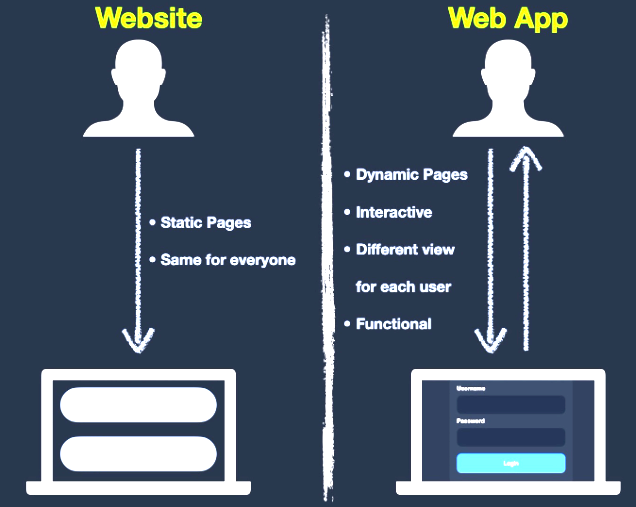 Website
Web App
• Static Pages
• Same for everyone
• Dynamic Pages
• Interactive
• Different view
for each user
• Functional
Username
Password
Login